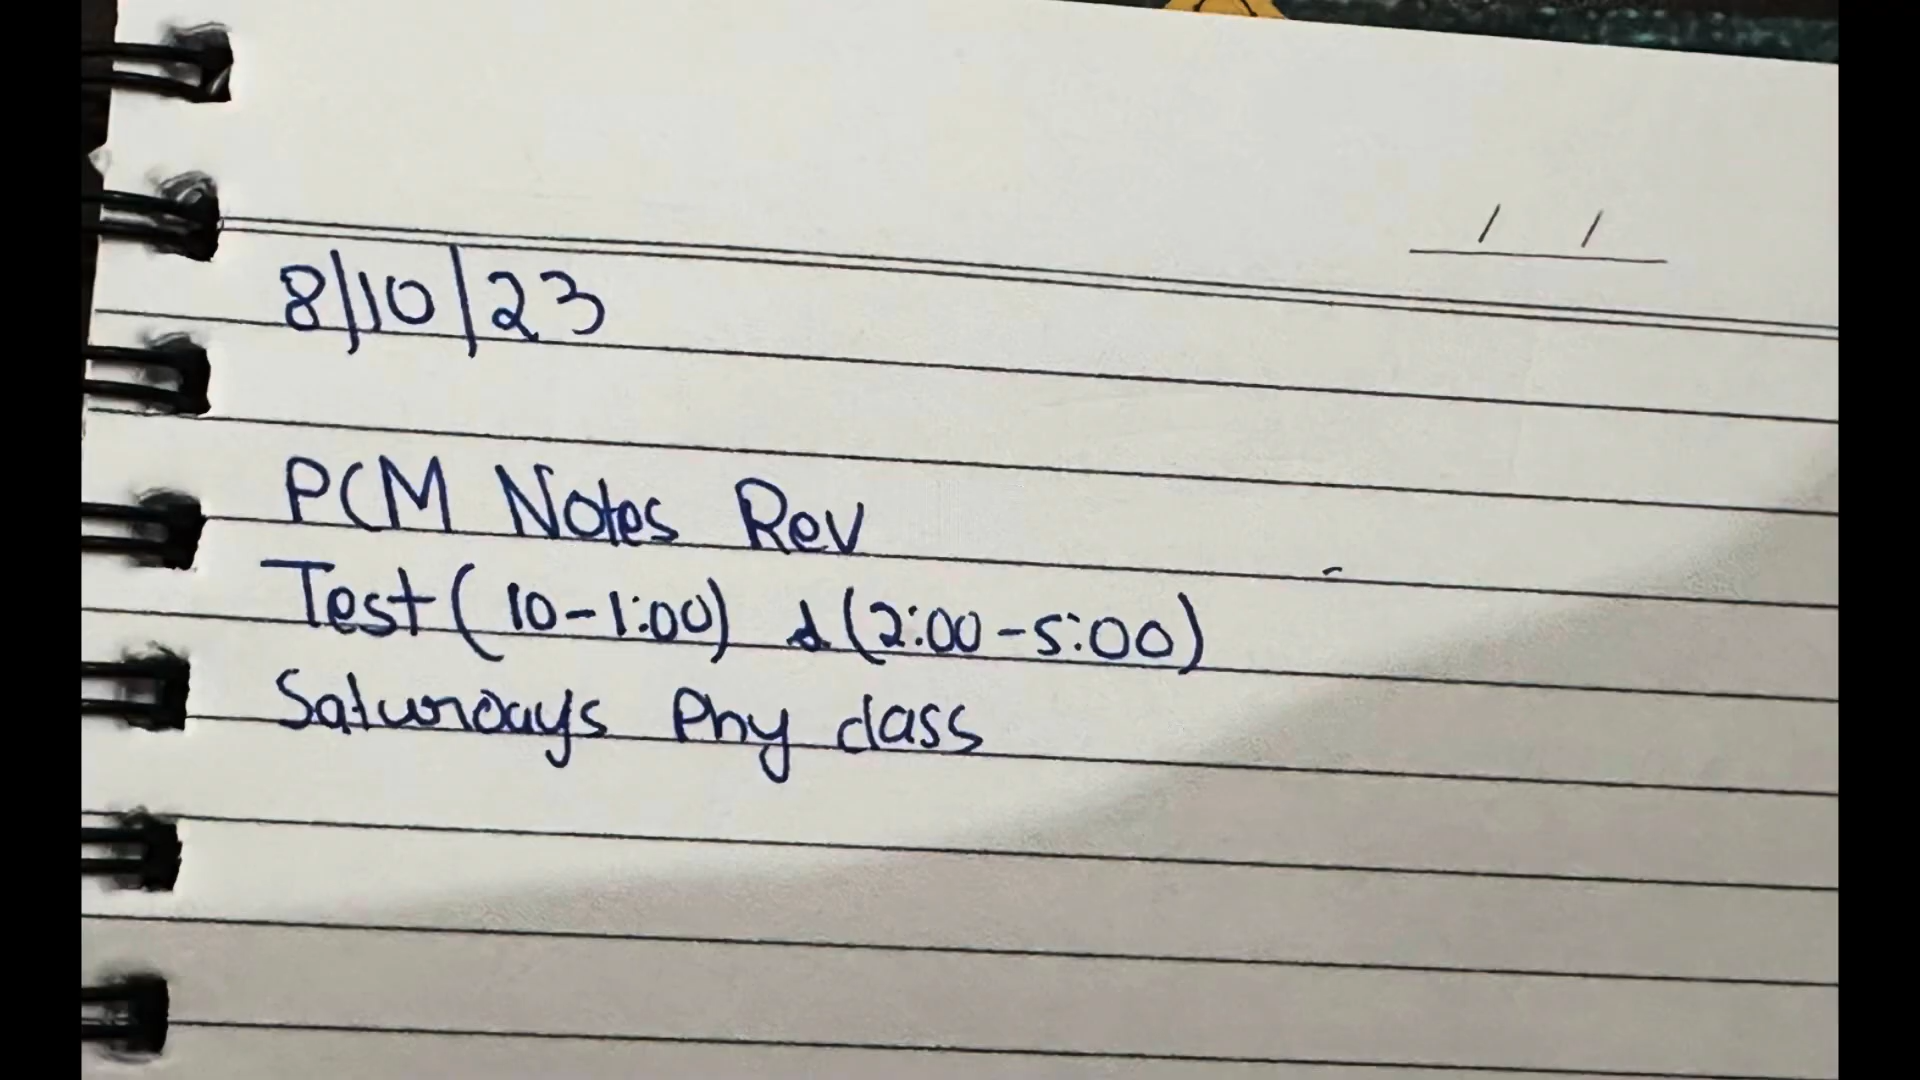 8/10/23
PCM Notes Rev
Test (10-1:00) & (2:00-5:00)
Saturdays Phy class